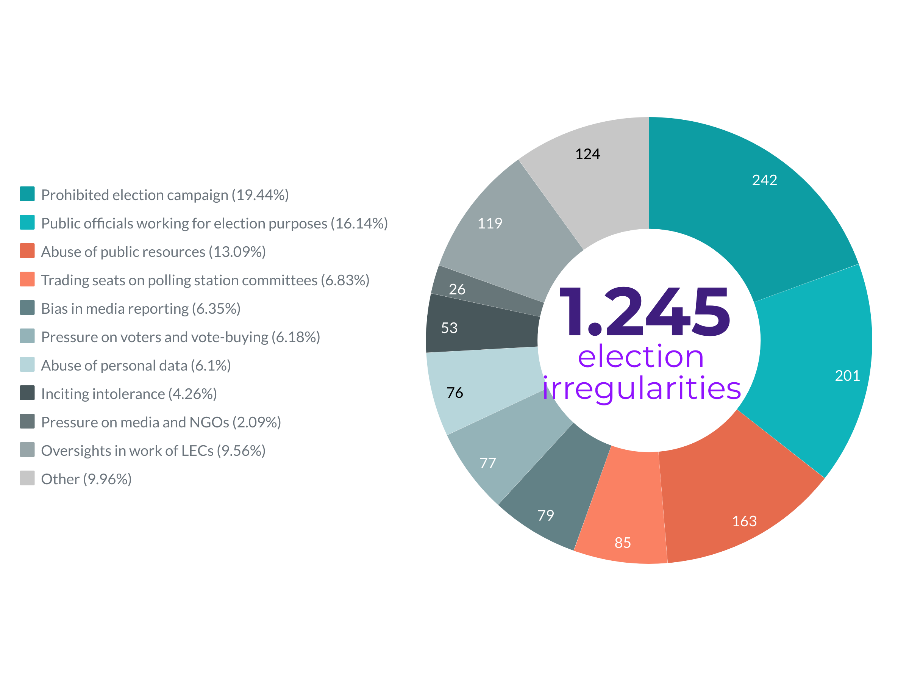 Prohibited election campaign (19.44%)
Public officials working for election purposes (16.14%)
Abuse of public resources (13.09%)
Trading seats on polling station committees (6.83%)
Bias in media reporting (6.35%)
Pressure on voters and vote-buying (6.18%)
Abuse of personal data (6.1%)
Inciting intolerance (4.26%)
Pressure on media and NGOs (2.09%)
Oversights in work of LECs (9.56%)
Other (9.96%)
242
201
163
85
79
77
76
53
26
119
124
1.245
election
irregularities